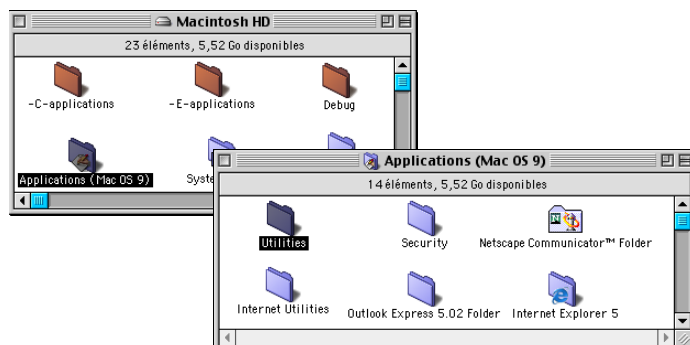 Macintosh HD
23 éléments, 5,52 Go disponibles
-C-applications
-E-applications
Debug
Applications (Mac OS 9)
Syste
Applications (Mac OS 9)
14 éléments, 5,52 Go disponibles
Utilities
Security
Netscape Communicator™ Folder
Internet Utilities
Outlook Express 5.02 Folder
Internet Explorer 5